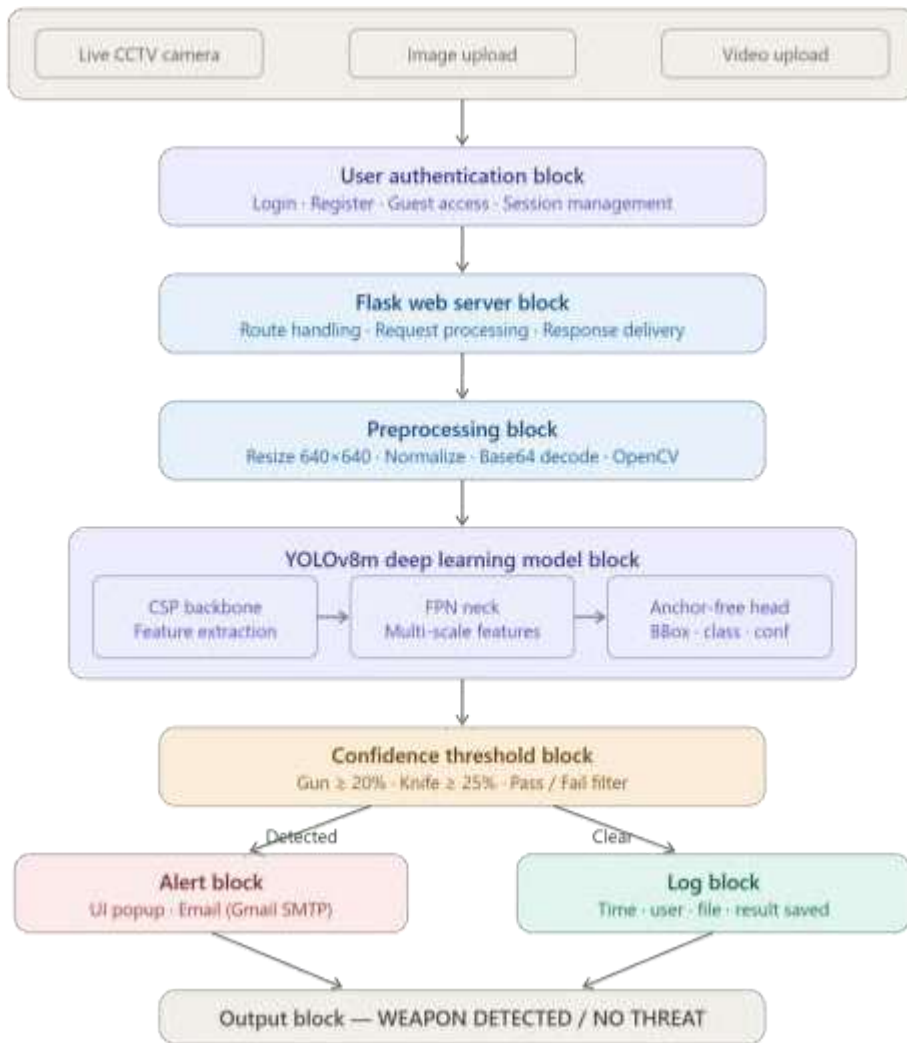 Live CCTV camera
Image upload
Video upload
User authentication block
Login · Register · Guest access · Session management
Flask web server block
Route handling · Request processing · Response delivery
Preprocessing block
Resize 640×640 · Normalize · Base64 decode · OpenCV
YOLOv8m deep learning model block
CSP backbone
Feature extraction
FPN neck
Multi-scale features
Anchor-free head
BBox · class · conf
Confidence threshold block
Gun ≥ 20% · Knife ≥ 25% · Pass / Fail filter
Detected
Clear
Alert block
UI popup · Email (Gmail SMTP)
Log block
Time · user · file · result saved
Output block — WEAPON DETECTED / NO THREAT